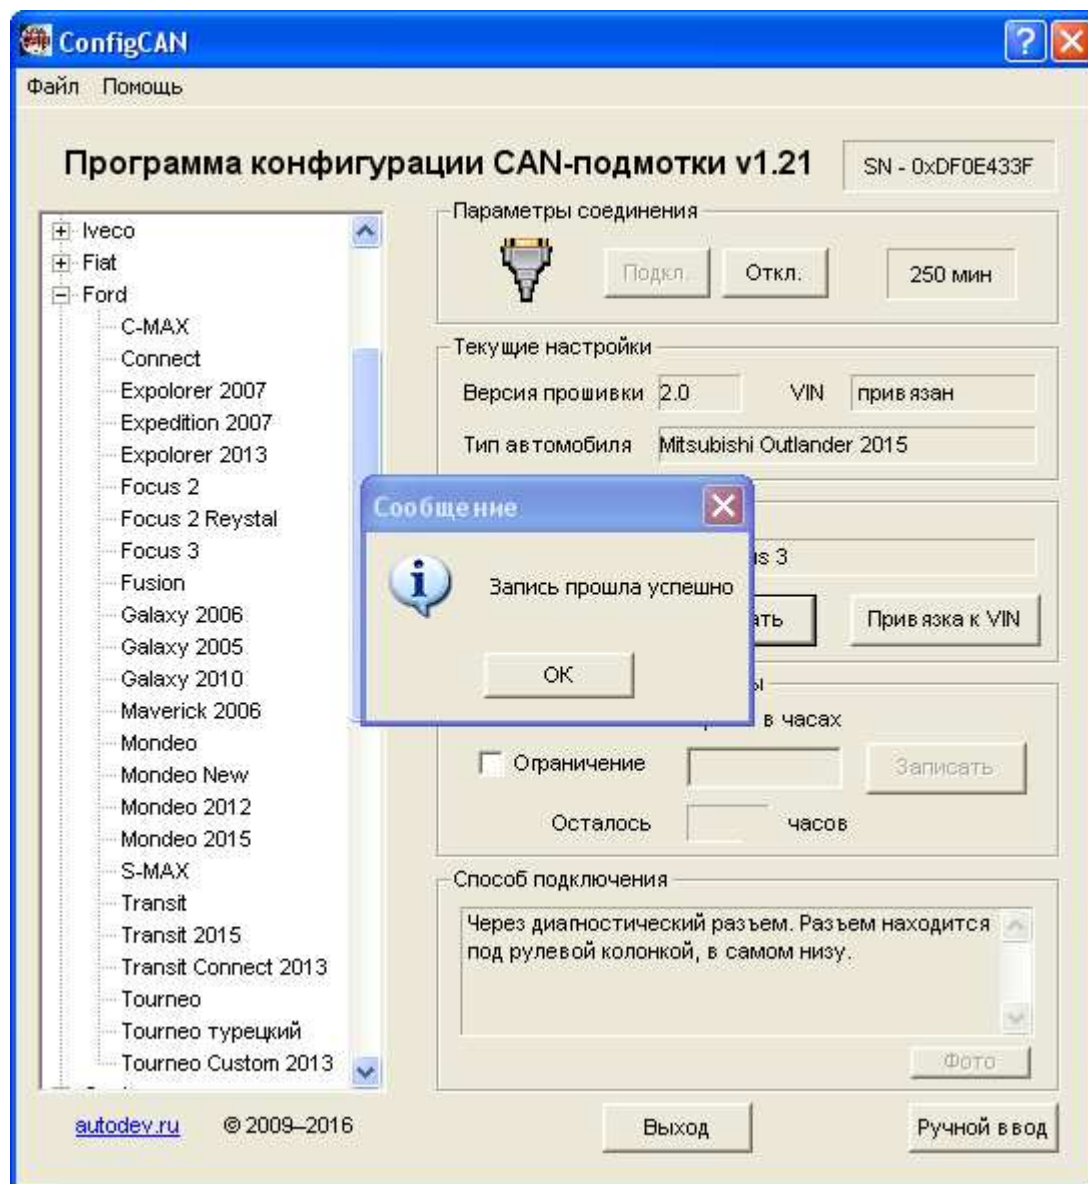 ConfigCAN
Файл Помощь
Программа конфигурации CAN-подмотки v1.21
SN - 0xDF0E433F
Iveco
Fiat
Ford
C-MAX
Connect
Expolorer 2007
Expedition 2007
Expolorer 2013
Focus 2
Focus 2 Reystal
Focus 3
Fusion
Galaxy 2006
Galaxy 2005
Galaxy 2010
Maverick 2006
Mondeo
Mondeo New
Mondeo 2012
Mondeo 2015
S-MAX
Transit
Transit 2015
Transit Connect 2013
Tourneo
Tourneo турецкий
Tourneo Custom 2013
Параметры соединения
Подкл. Откл. 250 мин
Текущие настройки
Версия прошивки 2.0 VIN привязан
Тип автомобиля Mitsubishi Outlander 2015
Сообщение
Запись прошла успешно
OK
3
Привязка к VIN
в часах
Ограничение Записать
Осталось часов
Способ подключения
Через диагностический разъем. Разъем находится
под рулевой колонкой, в самом низу.
Фото
autodev.ru © 2009–2016 Выход Ручной ввод